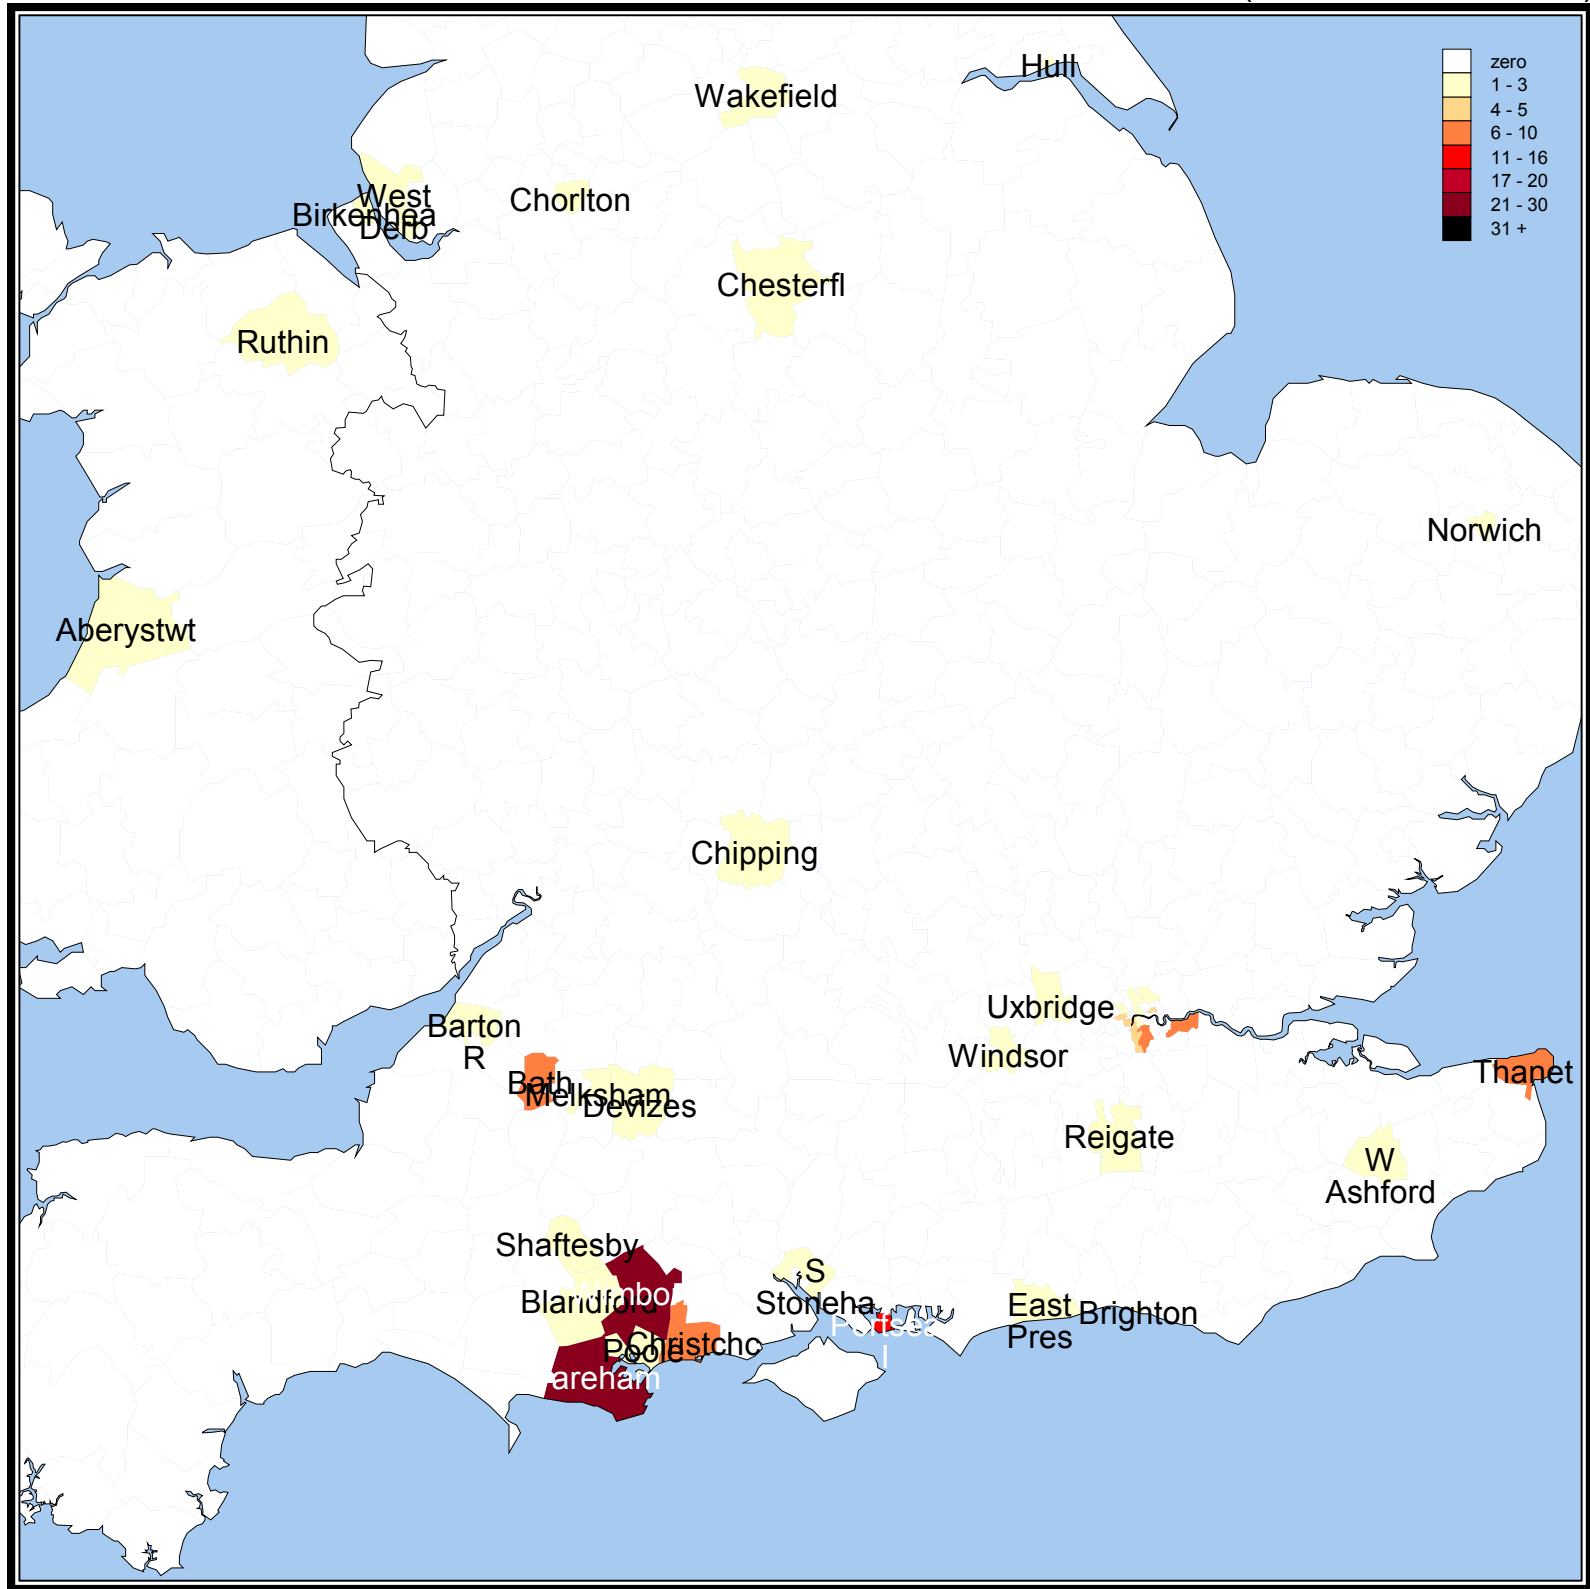 Hull
zero
1 - 3
4 - 5
6 - 10
11 - 16
17 - 20
21 - 30
31 +
Wakefield
West
Derb
Chorlton
Birkenhea
Chesterfl
Ruthin
Norwich
Aberystwt
Chipping
Uxbridge
Barton
R
Windsor
Bath
Melksham
Devizes
Thanet
Reigate
W
Ashford
Shaftesby
S
Stoneha
Blandford
East
Pres
Brighton
Christchc
Poole
I